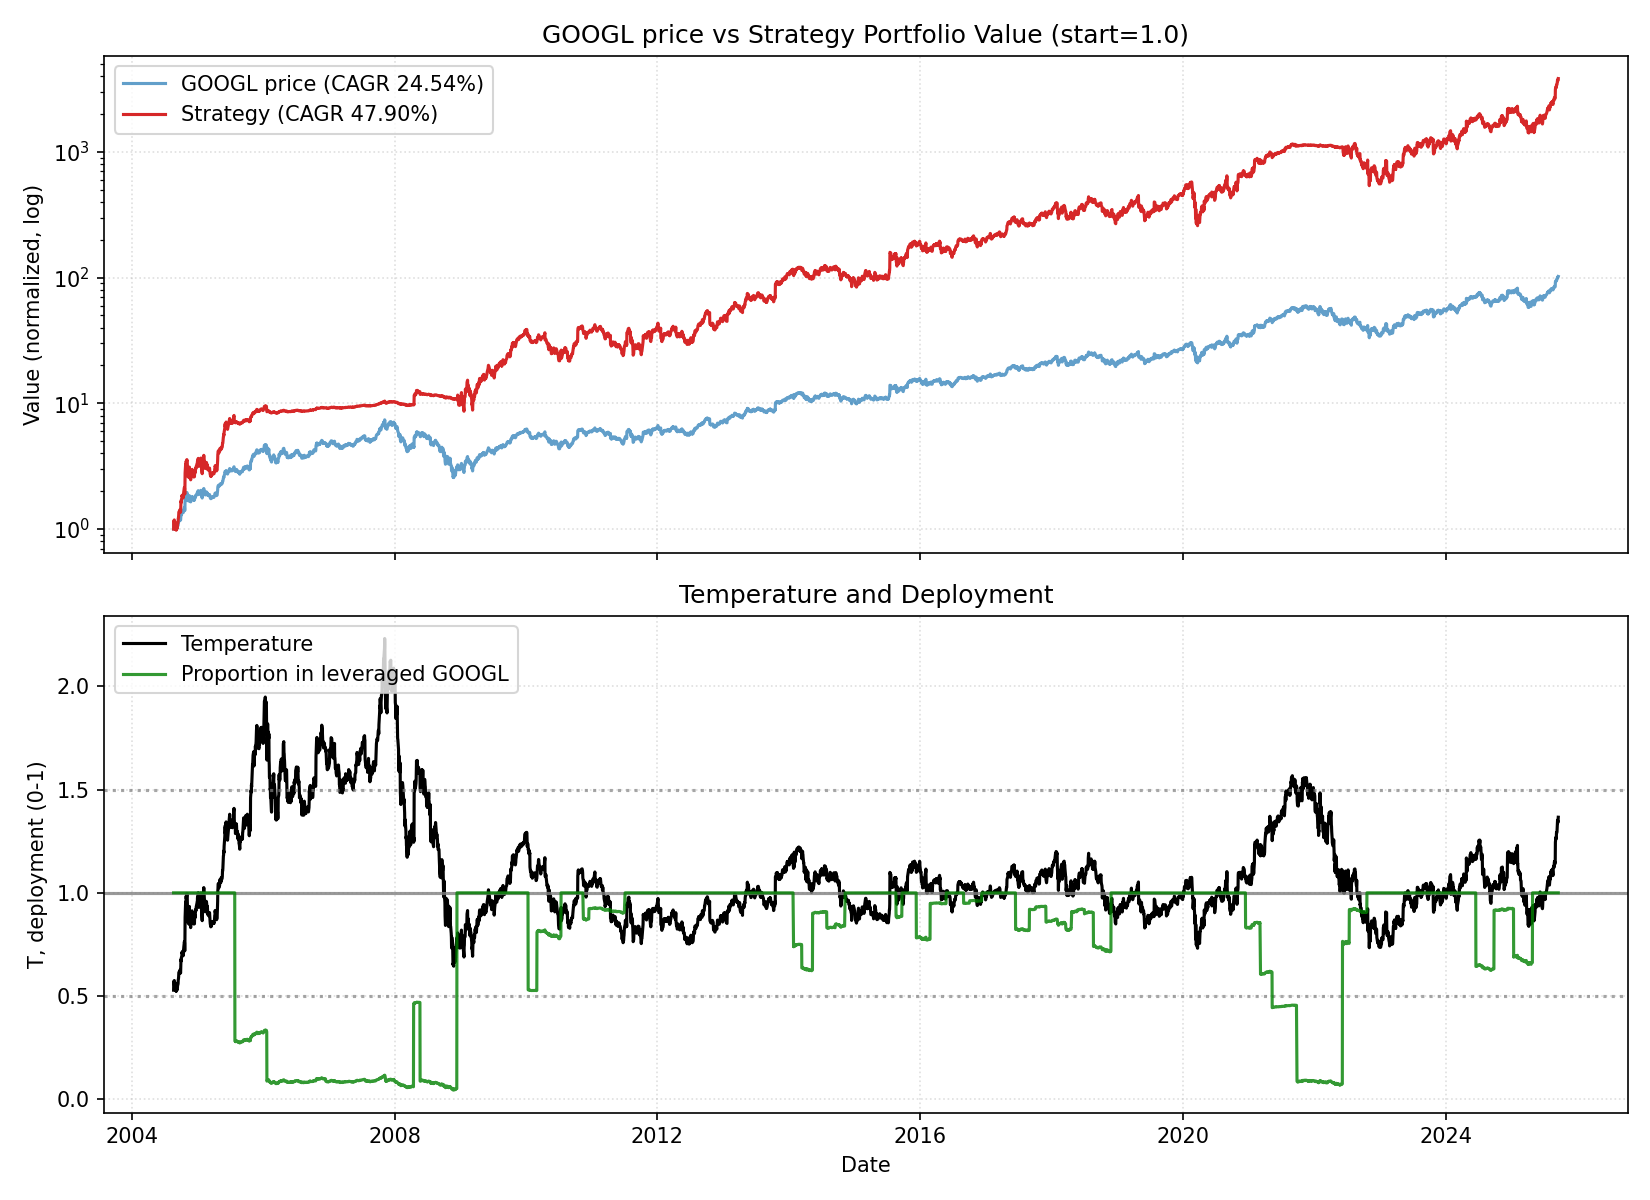 GOOGL price vs Strategy Portfolio Value (start=1.0)
GOOGL price (CAGR 24.54%)
Strategy (CAGR 47.90%)
Value (normalized, log)
10³
10²
10¹
10⁰
Temperature and Deployment
Temperature
Proportion in leveraged GOOGL
T, deployment (0-1)
2.0
1.5
1.0
0.5
0.0
2004 2008 2012 2016 2020 2024
Date